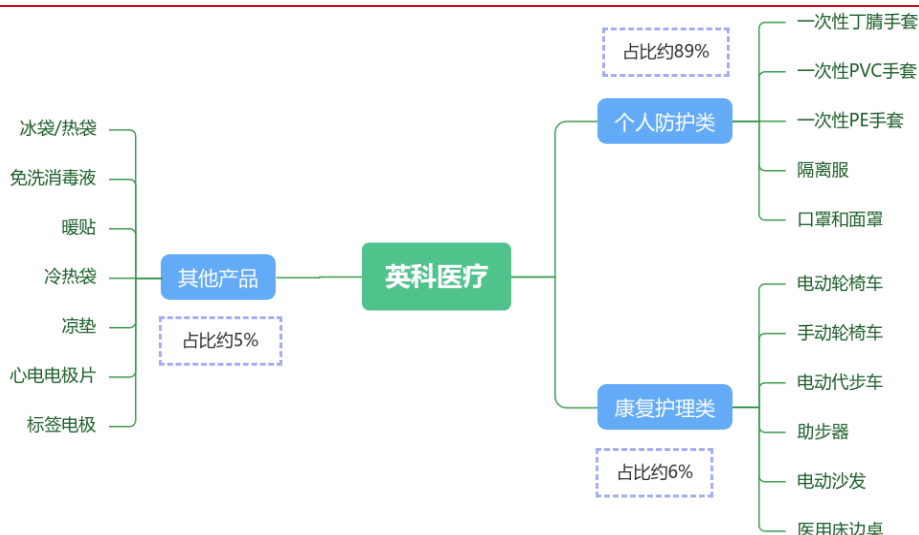 占比约89%
个人防护类
一次性丁腈手套
一次性PVC手套
一次性PE手套
隔离服
口罩和面罩
冰袋/热袋
免洗消毒液
暖贴
冷热袋
凉垫
心电电极片
标签电极
其他产品
占比约5%
英科医疗
康复护理类
占比约6%
电动轮椅车
手动轮椅车
电动代步车
助步器
电动沙发
医用床边桌